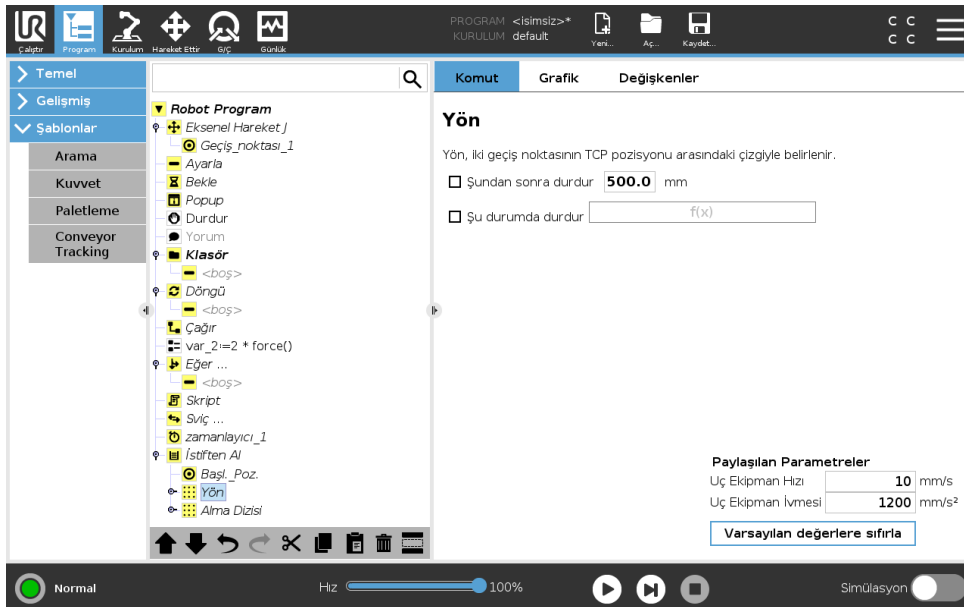 UR
Çalıştır
Program
Kurulum
Hareket Ettir
G/Ç
Günlük
PROGRAM <isimsiz>*
KURULUM default
Yeni...
Aç...
Kaydet...
C C
C C
Temel
Gelişmiş
Şablonlar
Arama
Kuvvet
Paletleme
Conveyor
Tracking
Robot Program
Eksenel Hareket J
Geçiş_noktası_1
Ayarla
Bekle
Popup
Durdur
Yorum
Klasör
<boş>
Döngü
<boş>
Çağır
var_2:=2 * force()
Eğer ...
<boş>
Skript
Sviç ...
zamanlayıcı_1
İstiften Al
Başl._Poz.
Yön
Alma Dizisi
Komut
Grafik
Değişkenler
Yön
Yön, iki geçiş noktasının TCP pozisyonu arasındaki çizgiyle belirlenir.
Şundan sonra durdur 500.0 mm
Şu durumda durdur f(x)
Paylaşılan Parametreler
Uç Ekipman Hızı 10 mm/s
Uç Ekipman İvmesi 1200 mm/s²
Varsayılan değerlere sıfırla
Normal
Hız 100%
Simülasyon